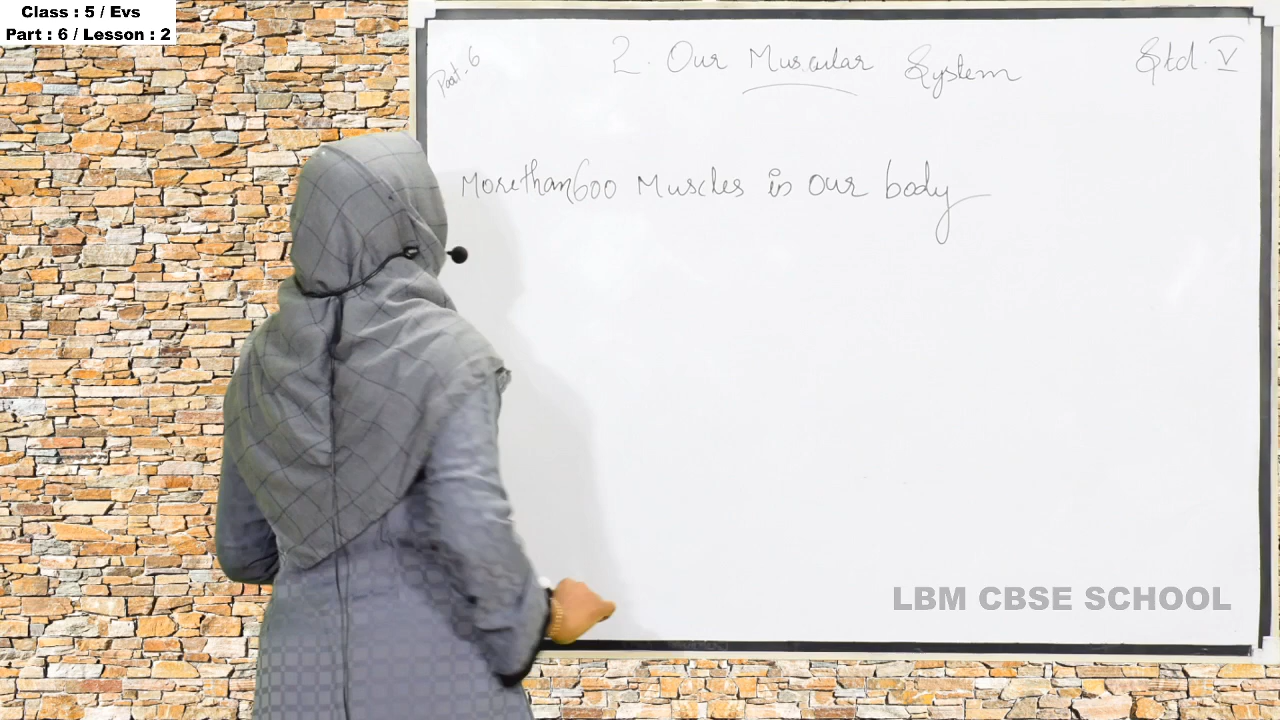 Class : 5 / Evs
Part : 6 / Lesson : 2
Part-6
2. Our Muscular System
Std. V
More than 600 Muscles in our body
LBM CBSE SCHOOL